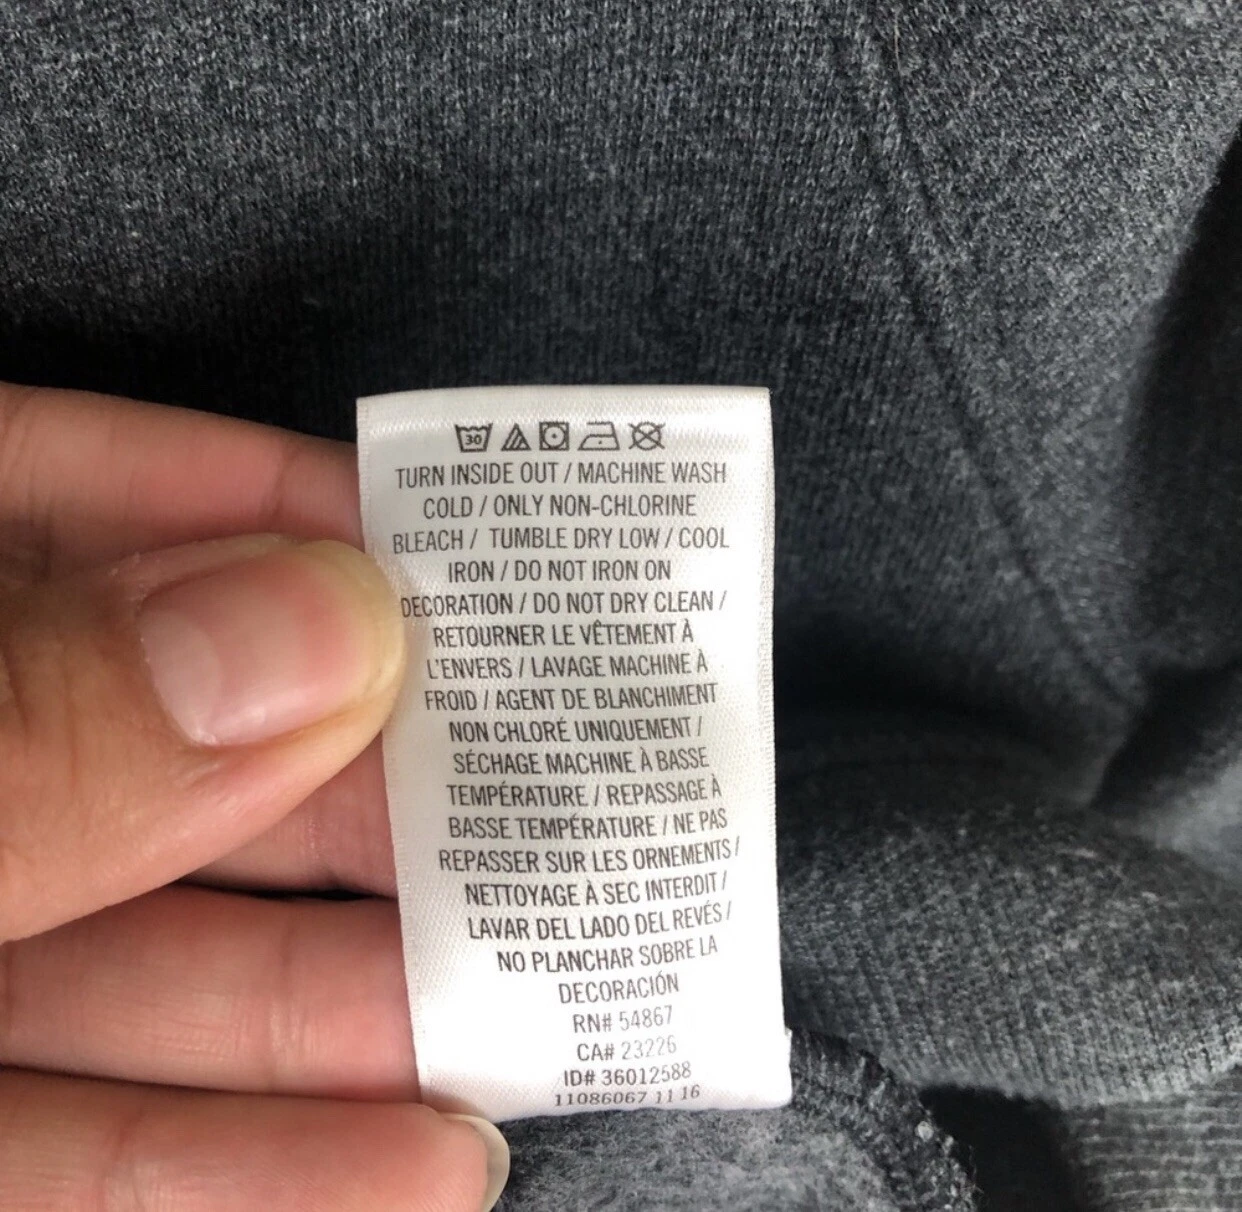 30
TURN INSIDE OUT / MACHINE WASH
COLD / ONLY NON-CHLORINE
BLEACH / TUMBLE DRY LOW / COOL
IRON / DO NOT IRON ON
DECORATION / DO NOT DRY CLEAN /
RETOURNER LE VÊTEMENT À
L'ENVERS / LAVAGE MACHINE À
FROID / AGENT DE BLANCHIMENT
NON CHLORÉ UNIQUEMENT /
SÉCHAGE MACHINE À BASSE
TEMPÉRATURE / REPASSAGE À
BASSE TEMPÉRATURE / NE PAS
REPASSER SUR LES ORNEMENTS /
NETTOYAGE À SEC INTERDIT /
LAVAR DEL LADO DEL REVÉS /
NO PLANCHAR SOBRE LA
DECORACIÓN
RN# 54867
CA# 23226
ID# 36012588
11086067 11 16